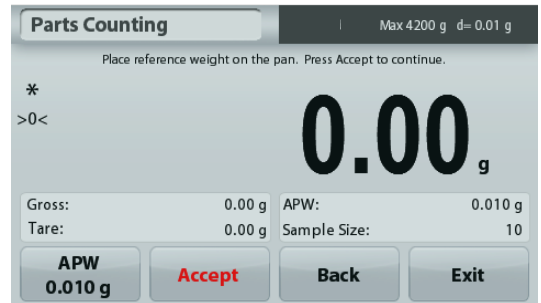 Parts Counting
Max 4200 g d= 0.01 g
Place reference weight on the pan. Press Accept to continue.
*
>0<
0.00 g
Gross: 0.00 g
Tare: 0.00 g
APW: 0.010 g
Sample Size: 10
APW
0.010 g
Accept
Back
Exit